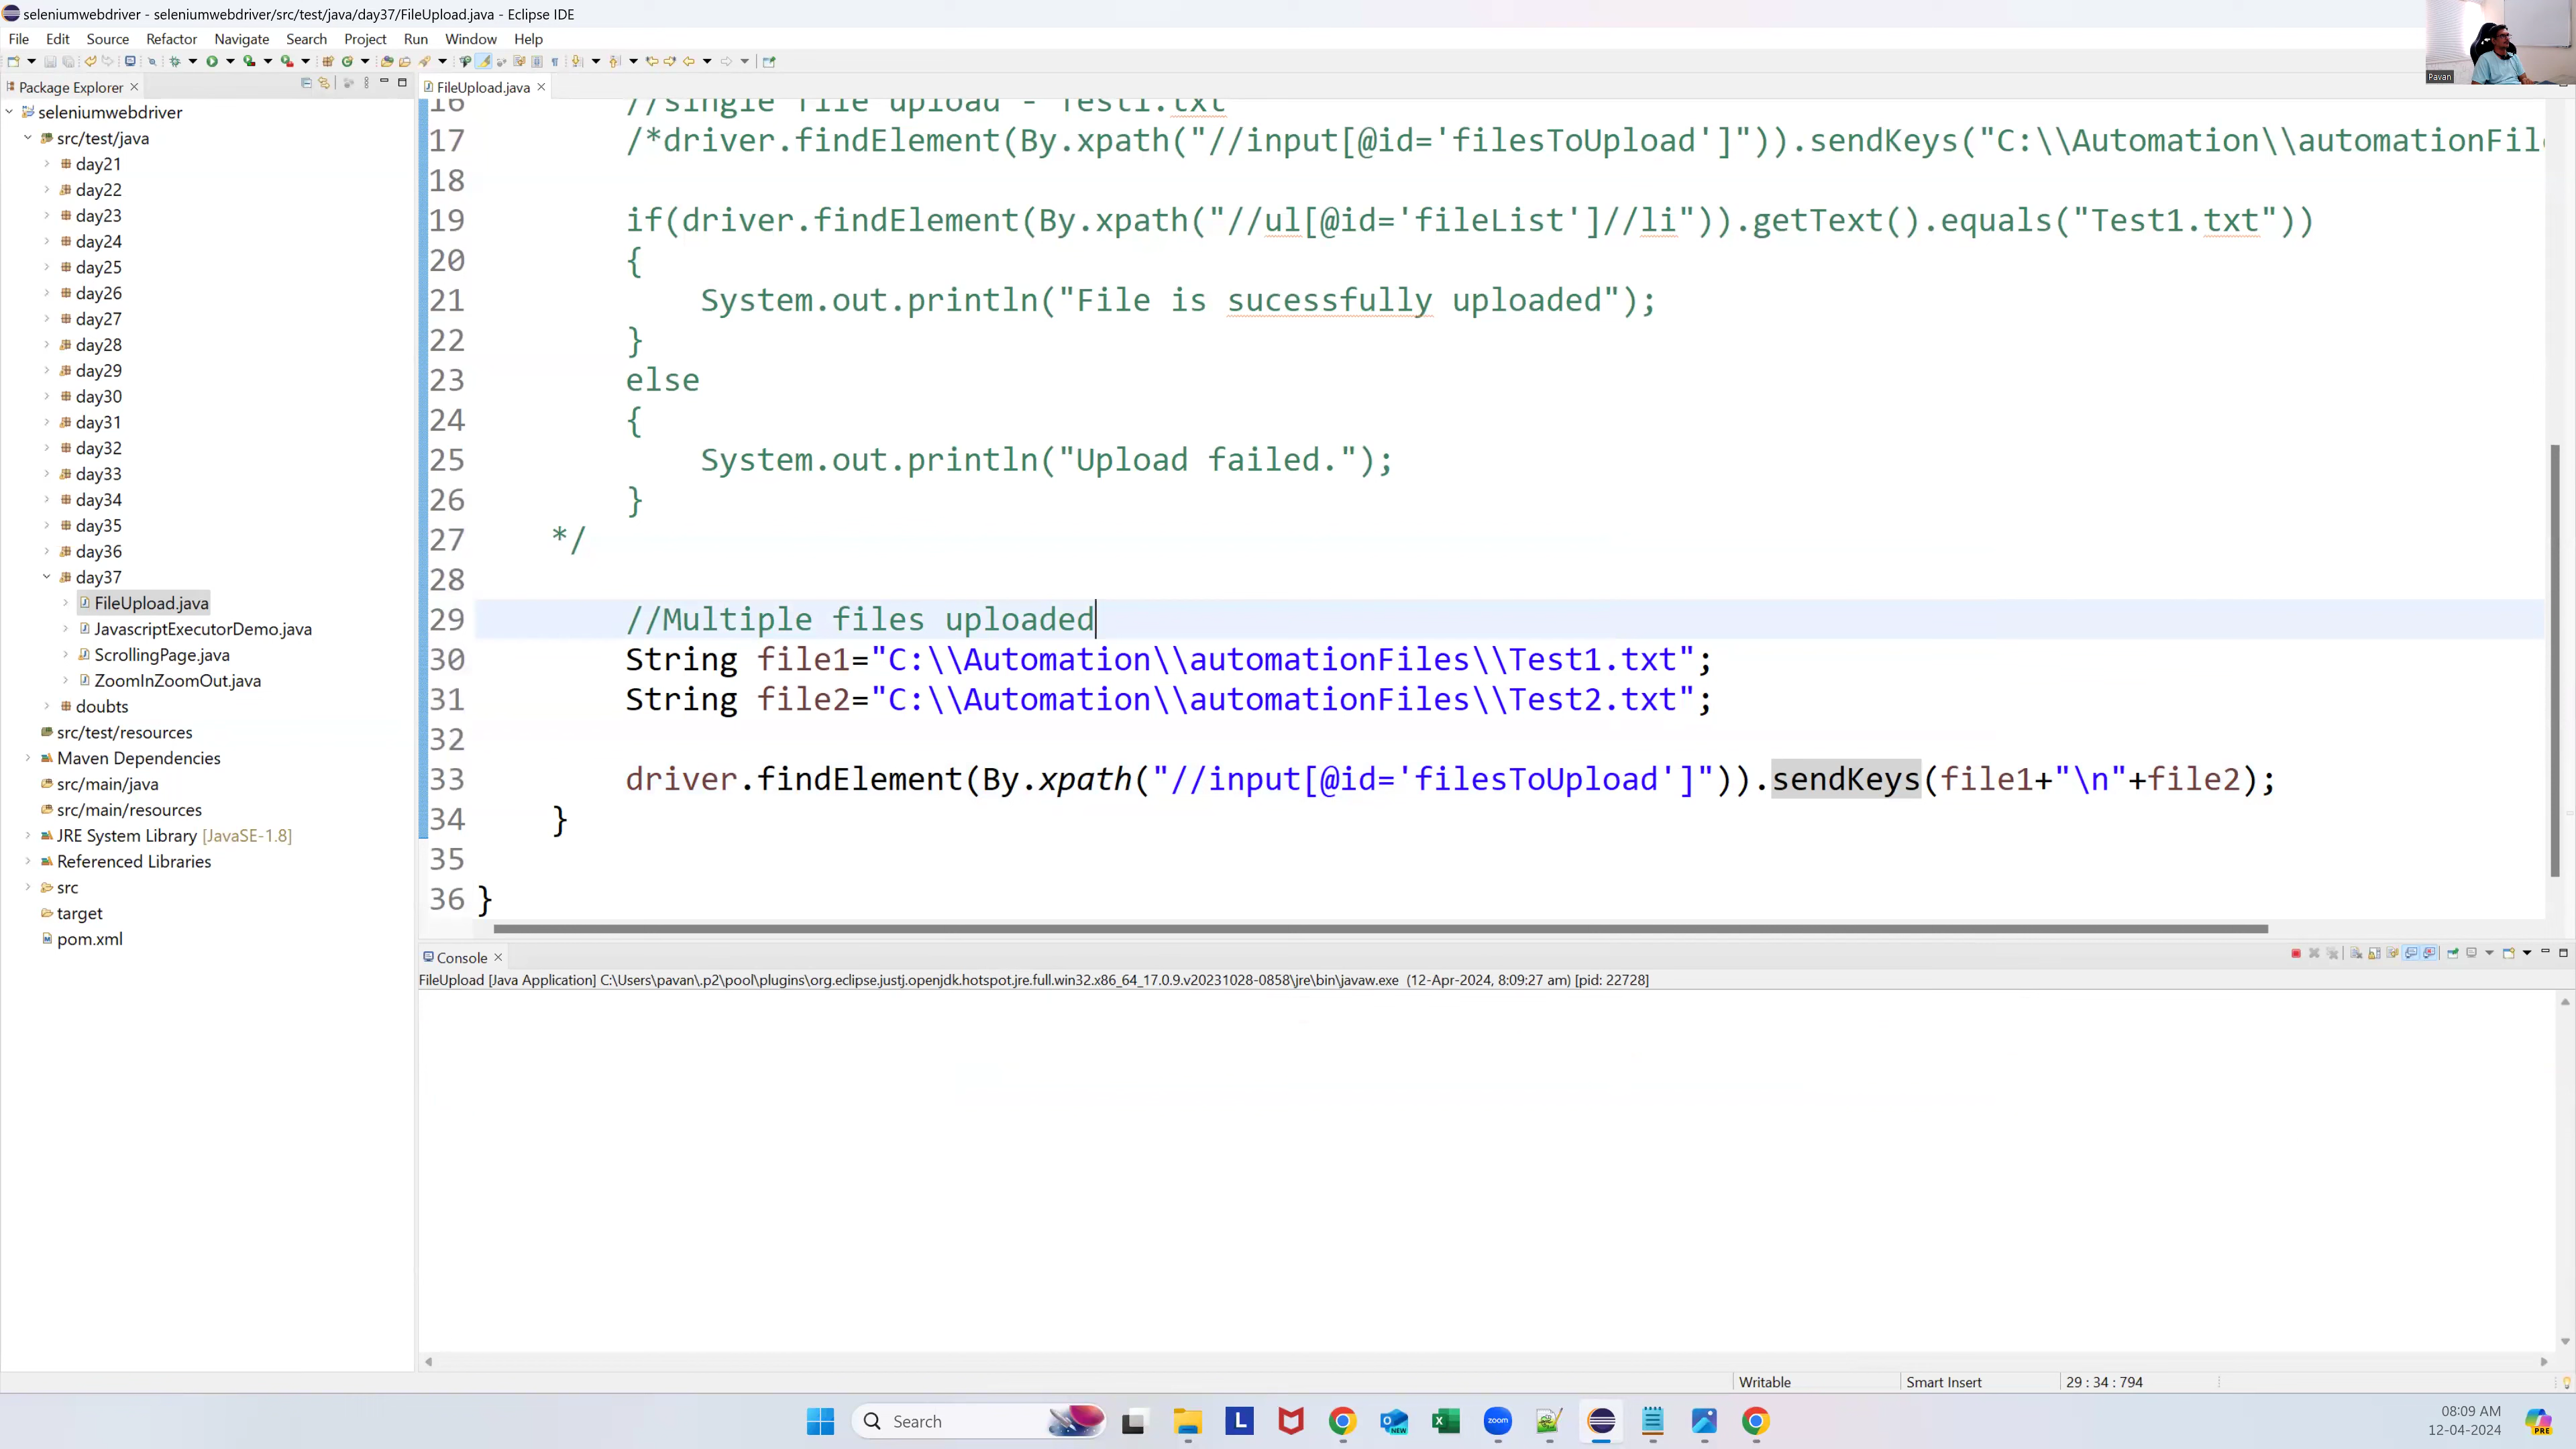 seleniumwebdriver - seleniumwebdriver/src/test/java/day37/FileUpload.java - Eclipse IDE
File Edit Source Refactor Navigate Search Project Run Window Help
Pavan
Package Explorer
seleniumwebdriver
src/test/java
day21
day22
day23
day24
day25
day26
day27
day28
day29
day30
day31
day32
day33
day34
day35
day36
day37
FileUpload.java
JavascriptExecutorDemo.java
ScrollingPage.java
ZoomInZoomOut.java
doubts
src/test/resources
Maven Dependencies
src/main/java
src/main/resources
JRE System Library [JavaSE-1.8]
Referenced Libraries
src
target
pom.xml
FileUpload.java
16 //single file upload - Test1.txt
17 /*driver.findElement(By.xpath("//input[@id='filesToUpload']")).sendKeys("C:\\Automation\\automationFil
18
19 if(driver.findElement(By.xpath("//ul[@id='fileList']//li")).getText().equals("Test1.txt"))
20 {
21 System.out.println("File is sucessfully uploaded");
22 }
23 else
24 {
25 System.out.println("Upload failed.");
26 }
27 */
28
29 //Multiple files uploaded
30 String file1="C:\\Automation\\automationFiles\\Test1.txt";
31 String file2="C:\\Automation\\automationFiles\\Test2.txt";
32
33 driver.findElement(By.xpath("//input[@id='filesToUpload']")).sendKeys(file1+"\n"+file2);
34 }
35
36 }
Console
FileUpload [Java Application] C:\Users\pavan\.p2\pool\plugins\org.eclipse.justj.openjdk.hotspot.jre.full.win32.x86_64_17.0.9.v20231028-0858\jre\bin\javaw.exe (12-Apr-2024, 8:09:27 am) [pid: 22728]
Writable Smart Insert 29 : 34 : 794
Search
L
NEW
zoom
08:09 AM
12-04-2024
PRE